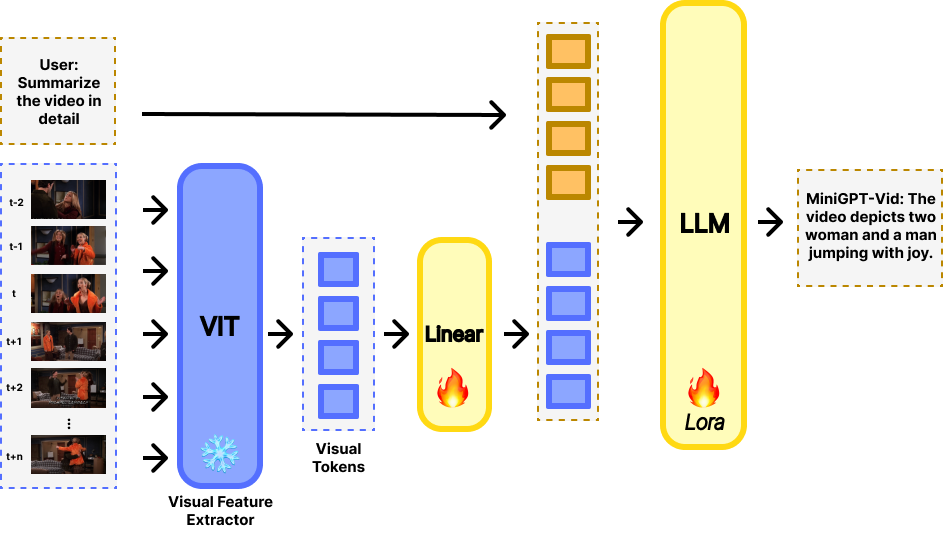 User:
Summarize
the video in
detail
t-2
t-1
t
t+1
t+2
⋮
t+n
VIT
Visual Feature
Extractor
Visual
Tokens
Linear
LLM
Lora
MiniGPT-Vid: The
video depicts two
woman and a man
jumping with joy.